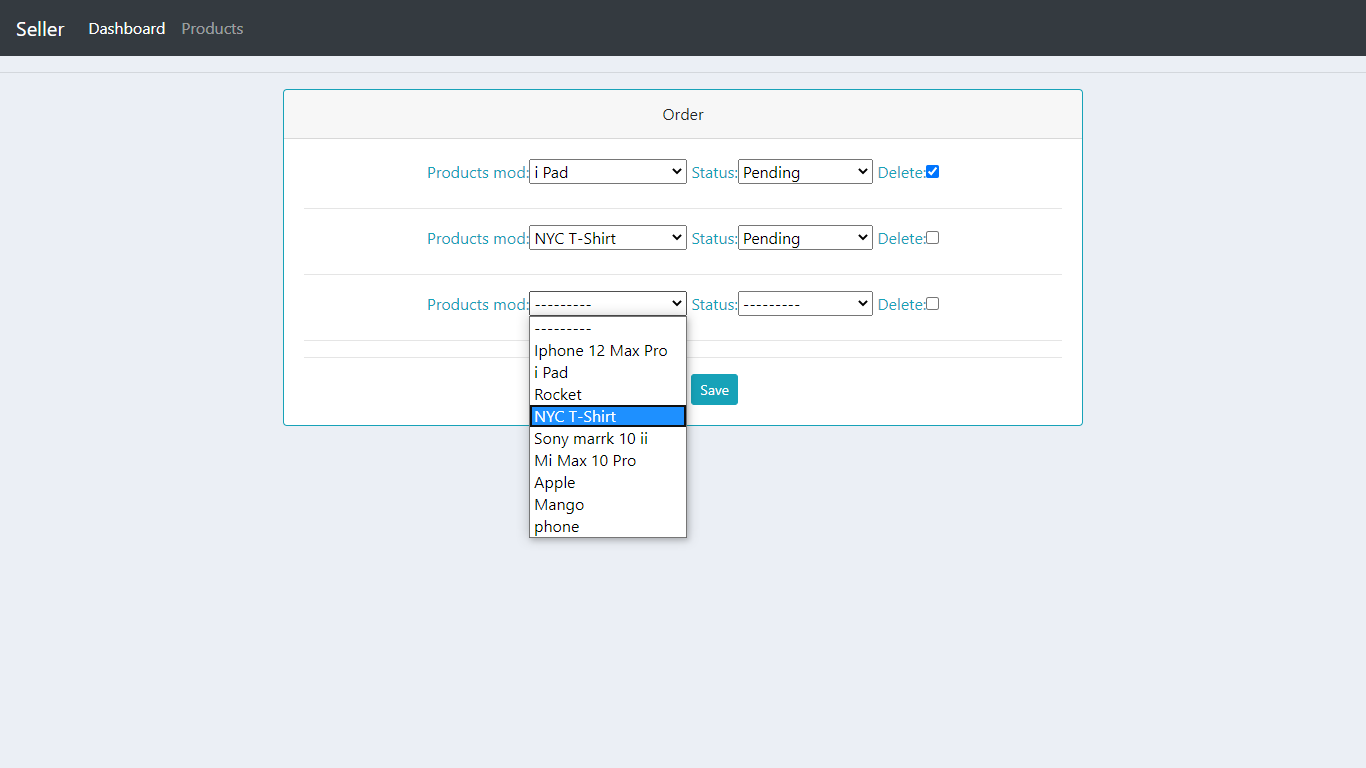 Seller Dashboard Products
Order
Products mod: i Pad Status: Pending Delete:
Products mod: NYC T-Shirt Status: Pending Delete:
Products mod: --------- Status: --------- Delete:
---------
Iphone 12 Max Pro
i Pad
Rocket
NYC T-Shirt
Sony marrk 10 ii
Mi Max 10 Pro
Apple
Mango
phone
Save